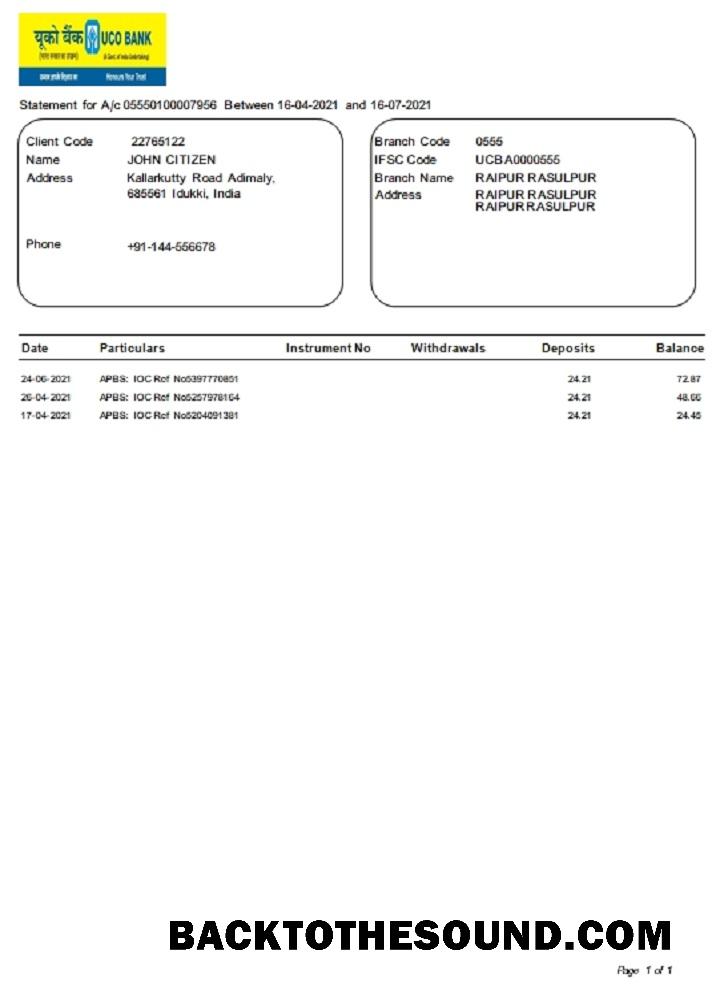 यूको बैंक UCO BANK
(A Govt. of India Undertaking)
Honours Your Trust
Statement for A/c 05550100007956 Between 16-04-2021 and 16-07-2021
Client Code 22765122
Name JOHN CITIZEN
Address Kallarkutty Road Adimaly,
685561 Idukki, India
Phone +91-144-556678
Branch Code 0555
IFSC Code UCBA0000555
Branch Name RAIPUR RASULPUR
Address RAIPUR RASULPUR
RAIPUR RASULPUR
Date Particulars Instrument No Withdrawals Deposits Balance
24-06-2021 APBS: IOC Ref No5397770851 24.21 72.87
26-04-2021 APBS: IOC Ref No5257978164 24.21 48.66
17-04-2021 APBS: IOC Ref No5204091381 24.21 24.45
BACKTOTHESOUND.COM
Page 1 of 1